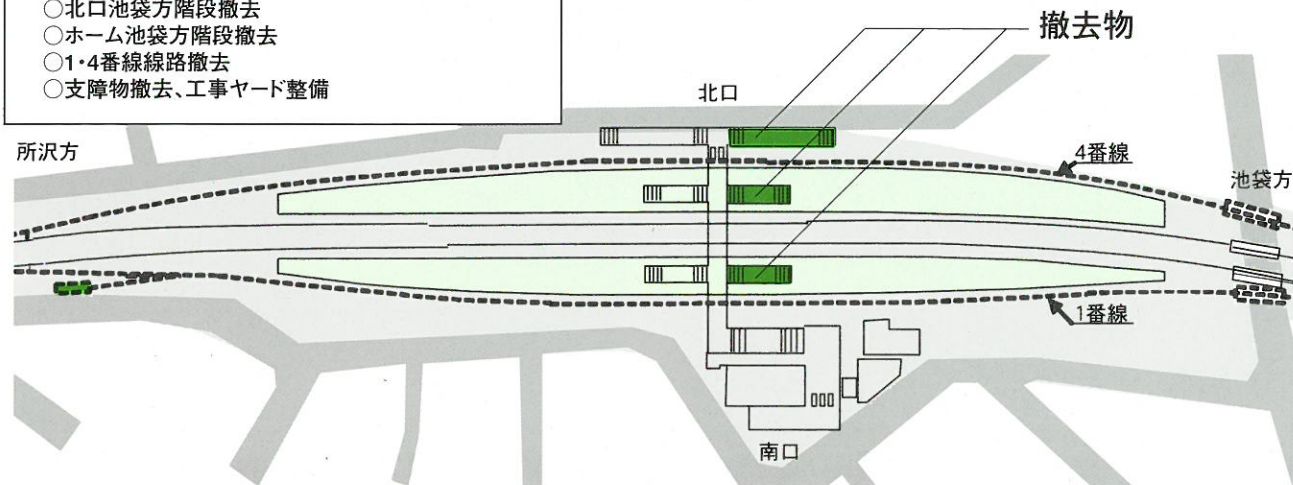 ○北口池袋方階段撤去
○ホーム池袋方階段撤去
○1・4番線線路撤去
○支障物撤去、工事ヤード整備
撤去物
北口
所沢方
4番線
池袋方
1番線
南口